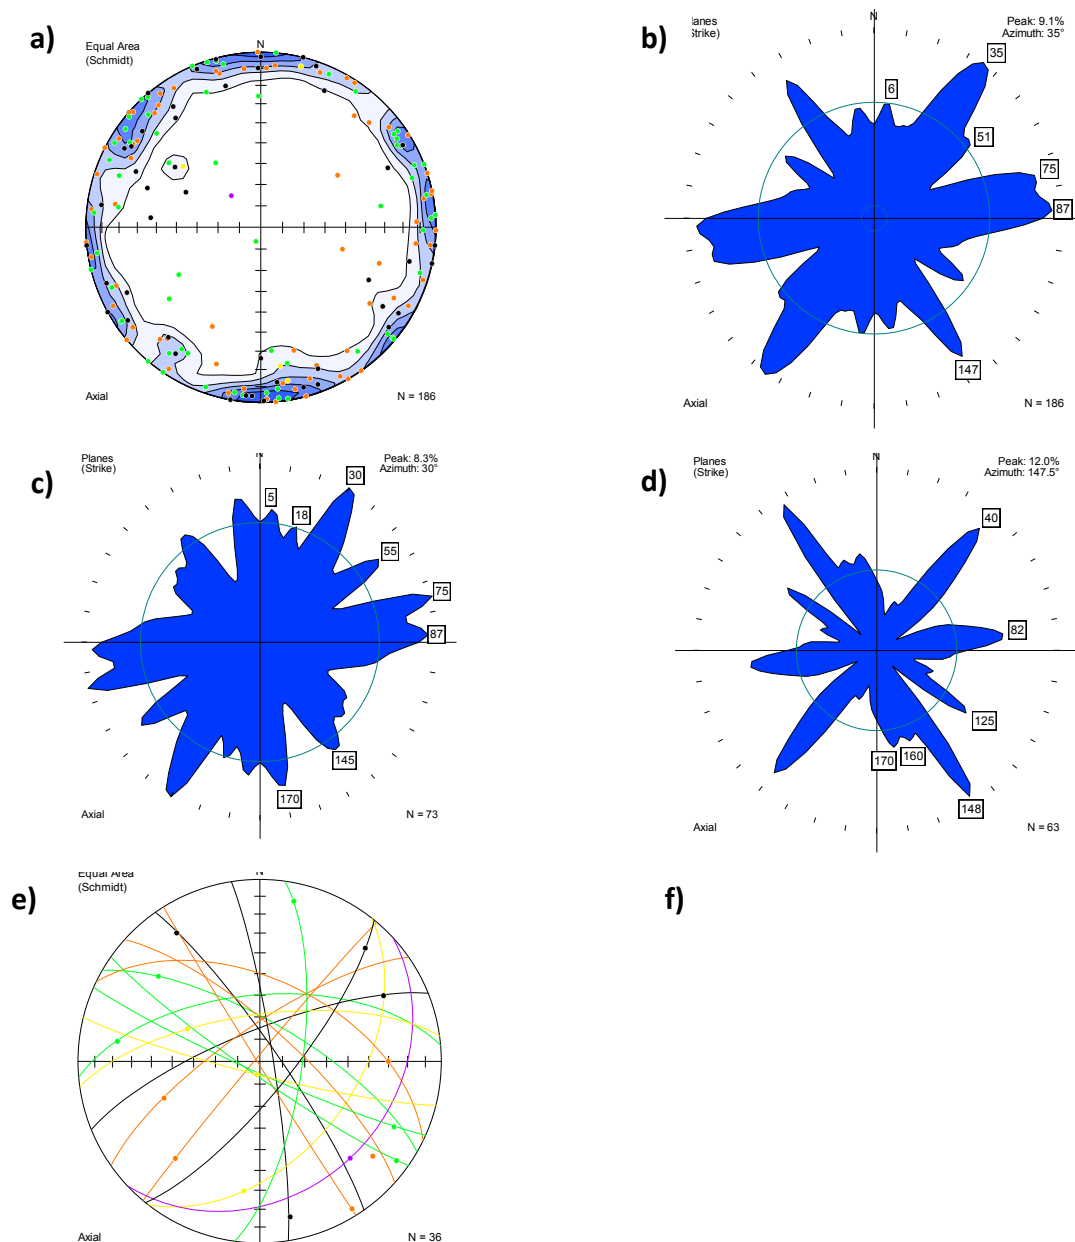 a)
Equal Area
(Schmidt)
N
Axial
N = 186
b)
Planes
(Strike)
N
Peak: 9.1%
Azimuth: 35°
35
6
51
75
87
147
Axial
N = 186
c)
Planes
(Strike)
N
Peak: 8.3%
Azimuth: 30°
30
5
18
55
75
87
145
170
Axial
N = 73
d)
Planes
(Strike)
N
Peak: 12.0%
Azimuth: 147.5°
40
82
125
170
160
148
Axial
N = 63
e)
Equal Area
(Schmidt)
N
Axial
N = 36
f)